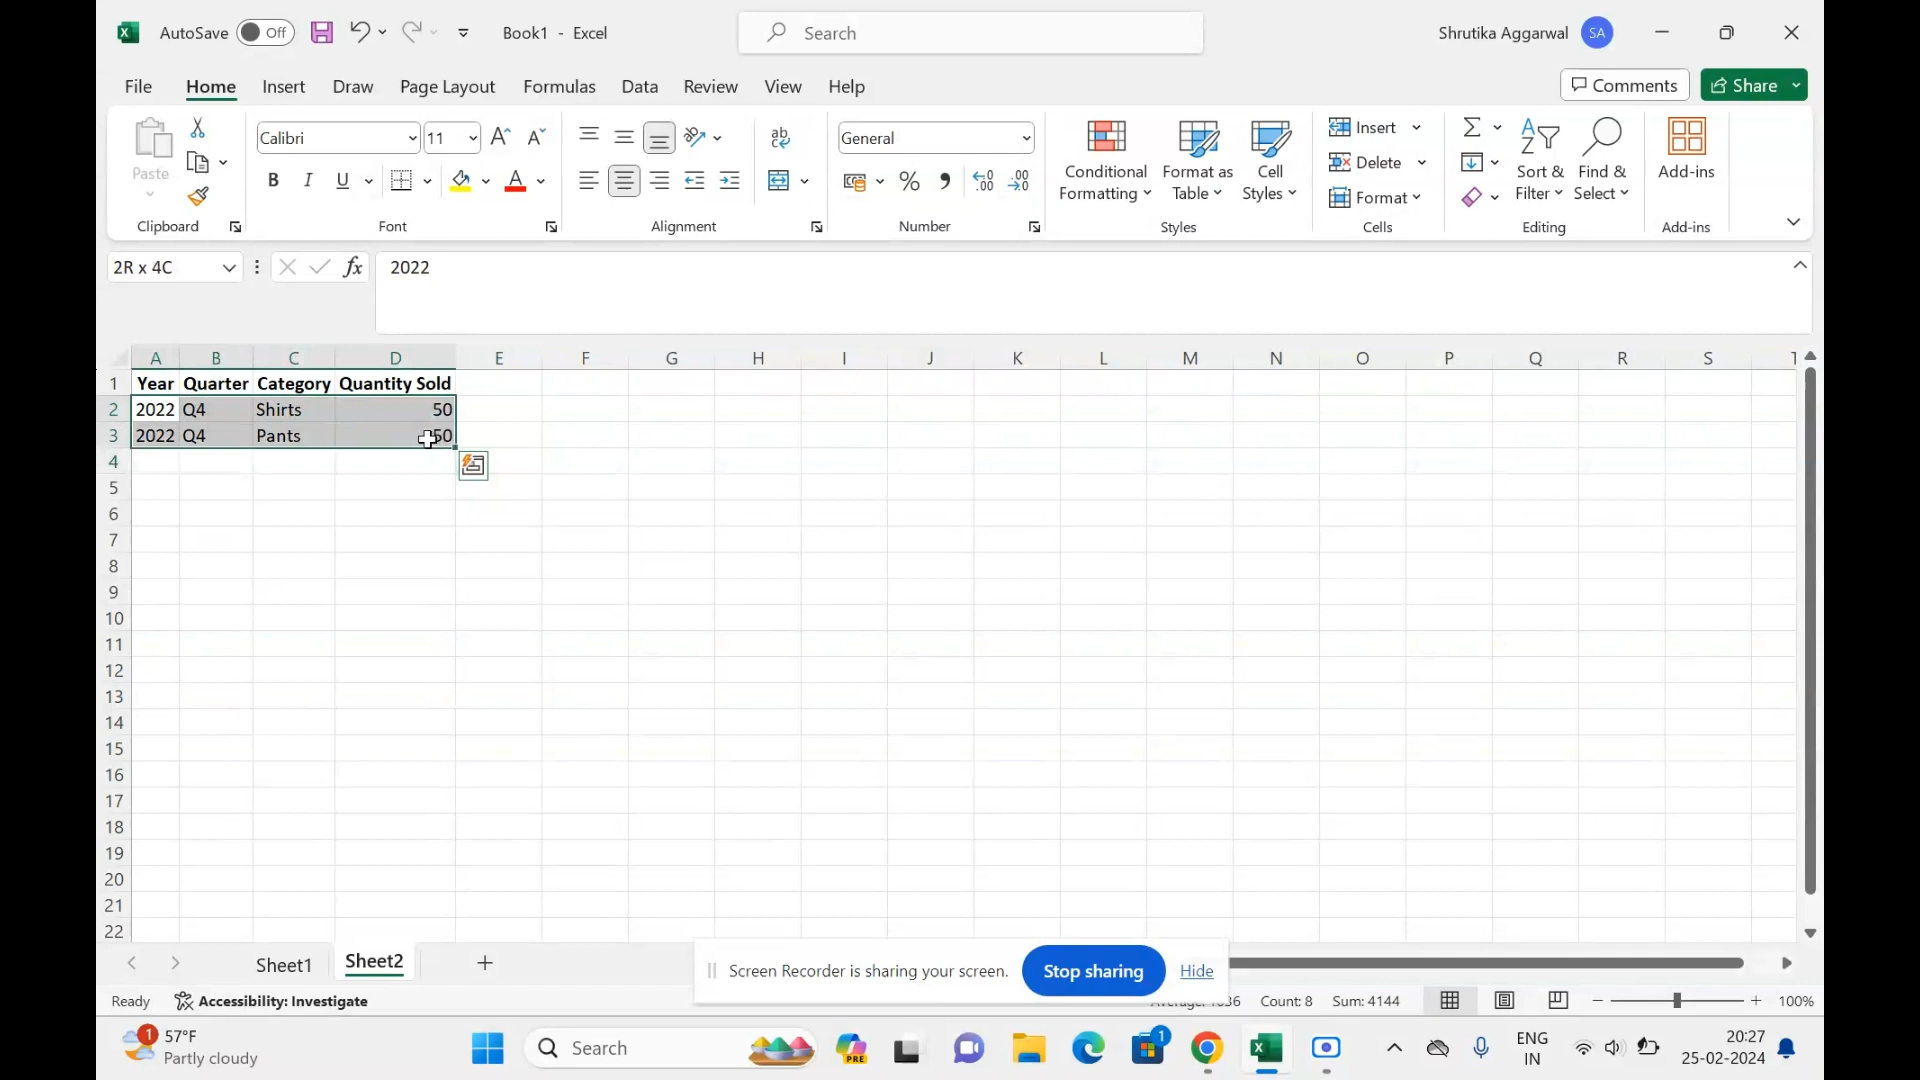 AutoSave Off Book1 - Excel Search Shrutika Aggarwal SA
File Home Insert Draw Page Layout Formulas Data Review View Help Comments Share
Paste Calibri 11 General Conditional Formatting Format as Table Cell Styles Insert Delete Format Sort & Filter Find & Select Add-ins
Clipboard Font Alignment Number Styles Cells Editing Add-ins
2R x 4C fx 2022
A B C D E F G H I J K L M N O P Q R S
1 Year Quarter Category Quantity Sold
2 2022 Q4 Shirts 50
3 2022 Q4 Pants 50
4
5
6
7
8
9
10
11
12
13
14
15
16
17
18
19
20
21
22
Sheet1 Sheet2
Screen Recorder is sharing your screen. Stop sharing Hide
Ready Accessibility: Investigate Count: 8 Sum: 4144 100%
1 57°F Search PRE 1 ENG 20:27
Partly cloudy IN 25-02-2024